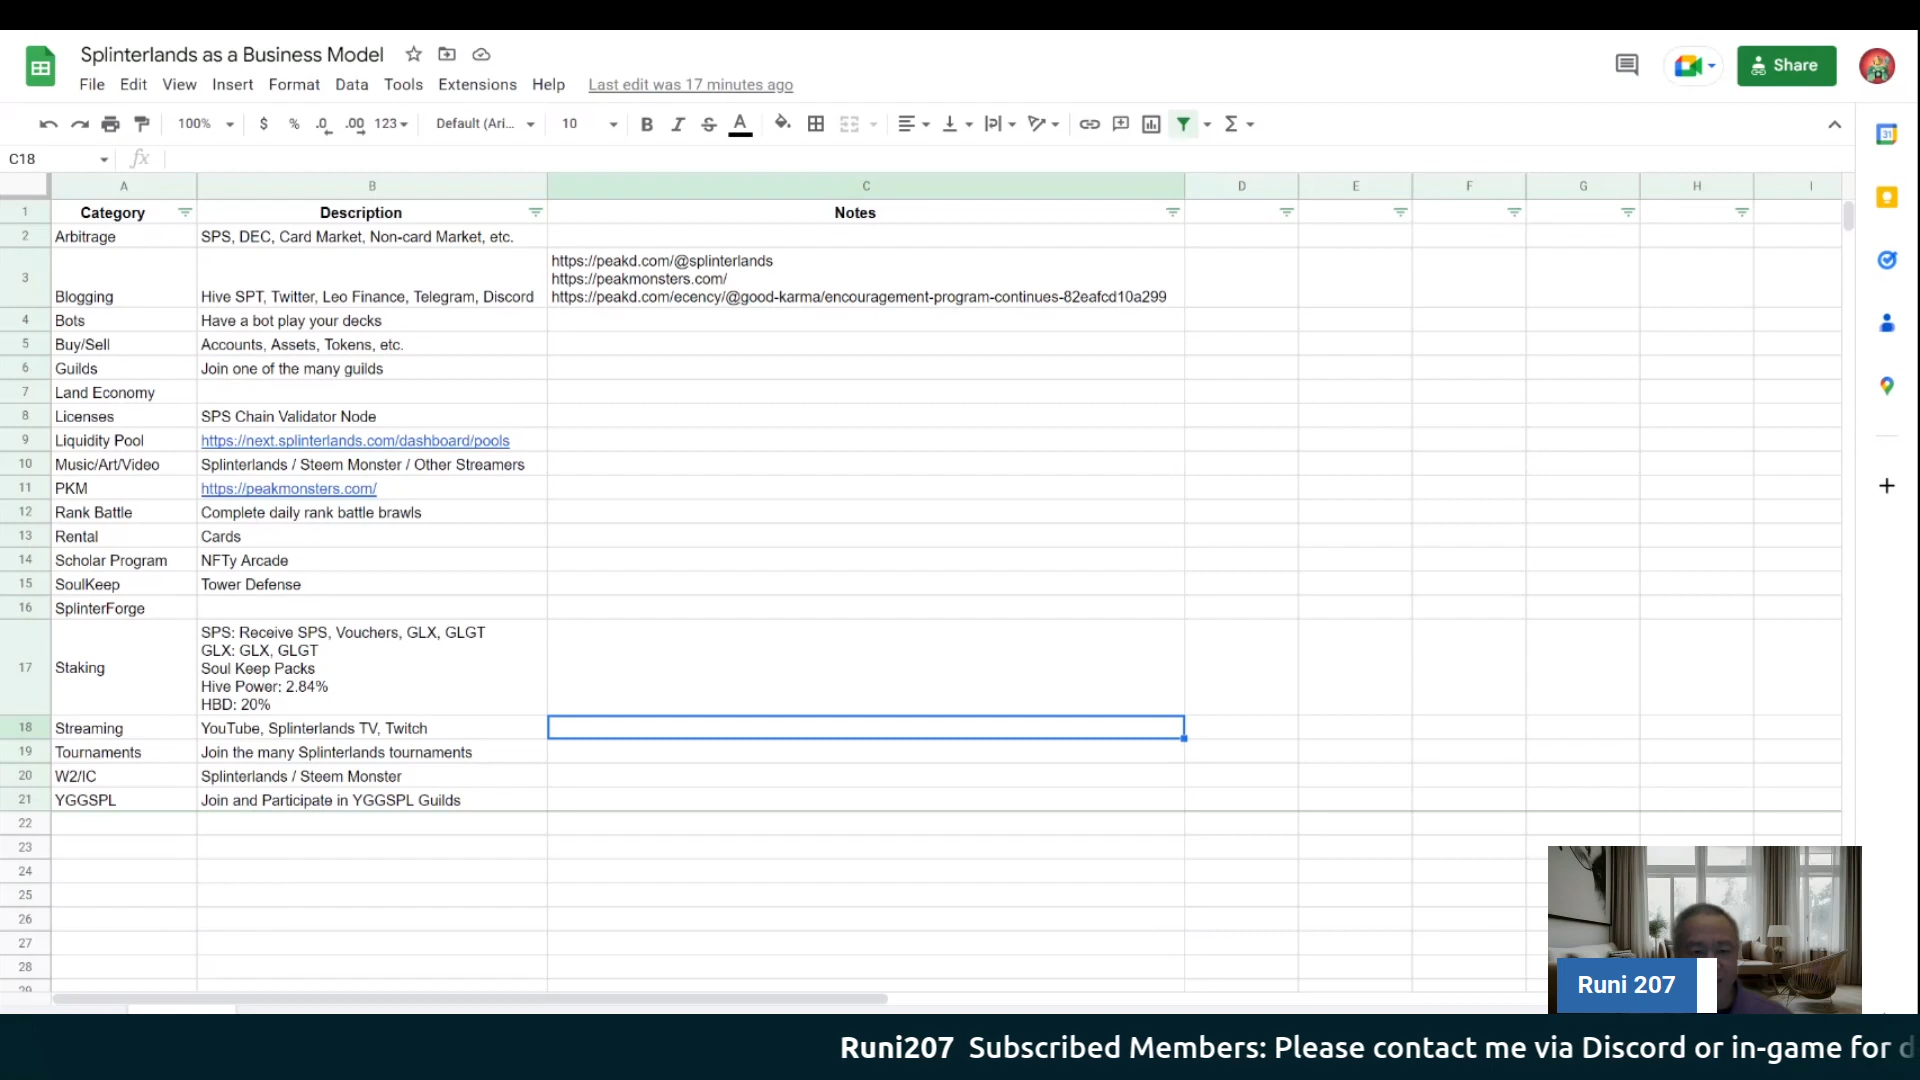 Splinterlands as a Business Model
File Edit View Insert Format Data Tools Extensions Help Last edit was 17 minutes ago
Share
100% $ % .0 .00 123 Default (Ari... 10 B I S A Σ
31
C18 fx
A B C D E F G H I
1 Category Description Notes
2 Arbitrage SPS, DEC, Card Market, Non-card Market, etc.
https://peakd.com/@splinterlands
https://peakmonsters.com/
3 Blogging Hive SPT, Twitter, Leo Finance, Telegram, Discord https://peakd.com/ecency/@good-karma/encouragement-program-continues-82eafcd10a299
4 Bots Have a bot play your decks
5 Buy/Sell Accounts, Assets, Tokens, etc.
6 Guilds Join one of the many guilds
7 Land Economy
8 Licenses SPS Chain Validator Node
9 Liquidity Pool https://next.splinterlands.com/dashboard/pools
10 Music/Art/Video Splinterlands / Steem Monster / Other Streamers
11 PKM https://peakmonsters.com/
12 Rank Battle Complete daily rank battle brawls
13 Rental Cards
14 Scholar Program NFTy Arcade
15 SoulKeep Tower Defense
16 SplinterForge
SPS: Receive SPS, Vouchers, GLX, GLGT
GLX: GLX, GLGT
17 Staking Soul Keep Packs
Hive Power: 2.84%
HBD: 20%
18 Streaming YouTube, Splinterlands TV, Twitch
19 Tournaments Join the many Splinterlands tournaments
20 W2/IC Splinterlands / Steem Monster
21 YGGSPL Join and Participate in YGGSPL Guilds
22
23
24
25
26
27
28
29
Runi 207
Runi207 Subscribed Members: Please contact me via Discord or in-game for d